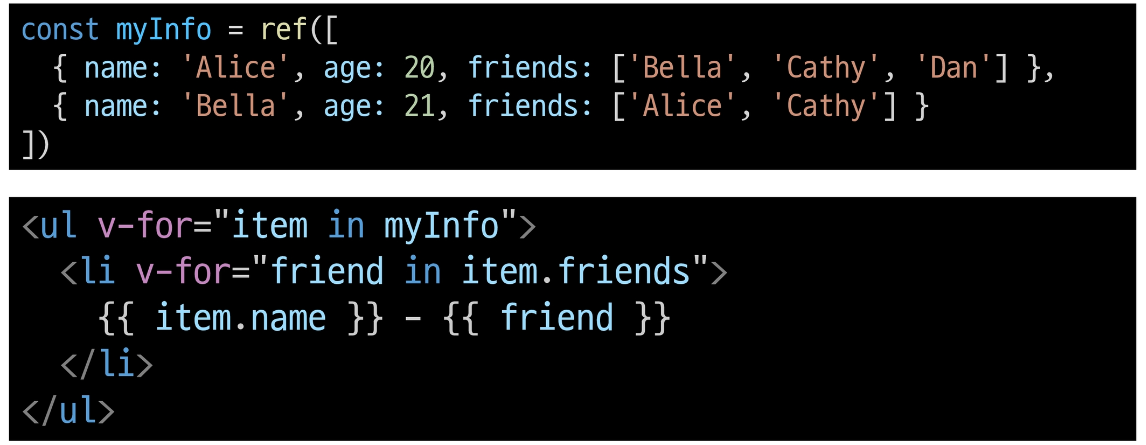 const myInfo = ref([
  { name: 'Alice', age: 20, friends: ['Bella', 'Cathy', 'Dan'] },
  { name: 'Bella', age: 21, friends: ['Alice', 'Cathy'] }
])
<ul v-for="item in myInfo">
  <li v-for="friend in item.friends">
    {{ item.name }} - {{ friend }}
  </li>
</ul>